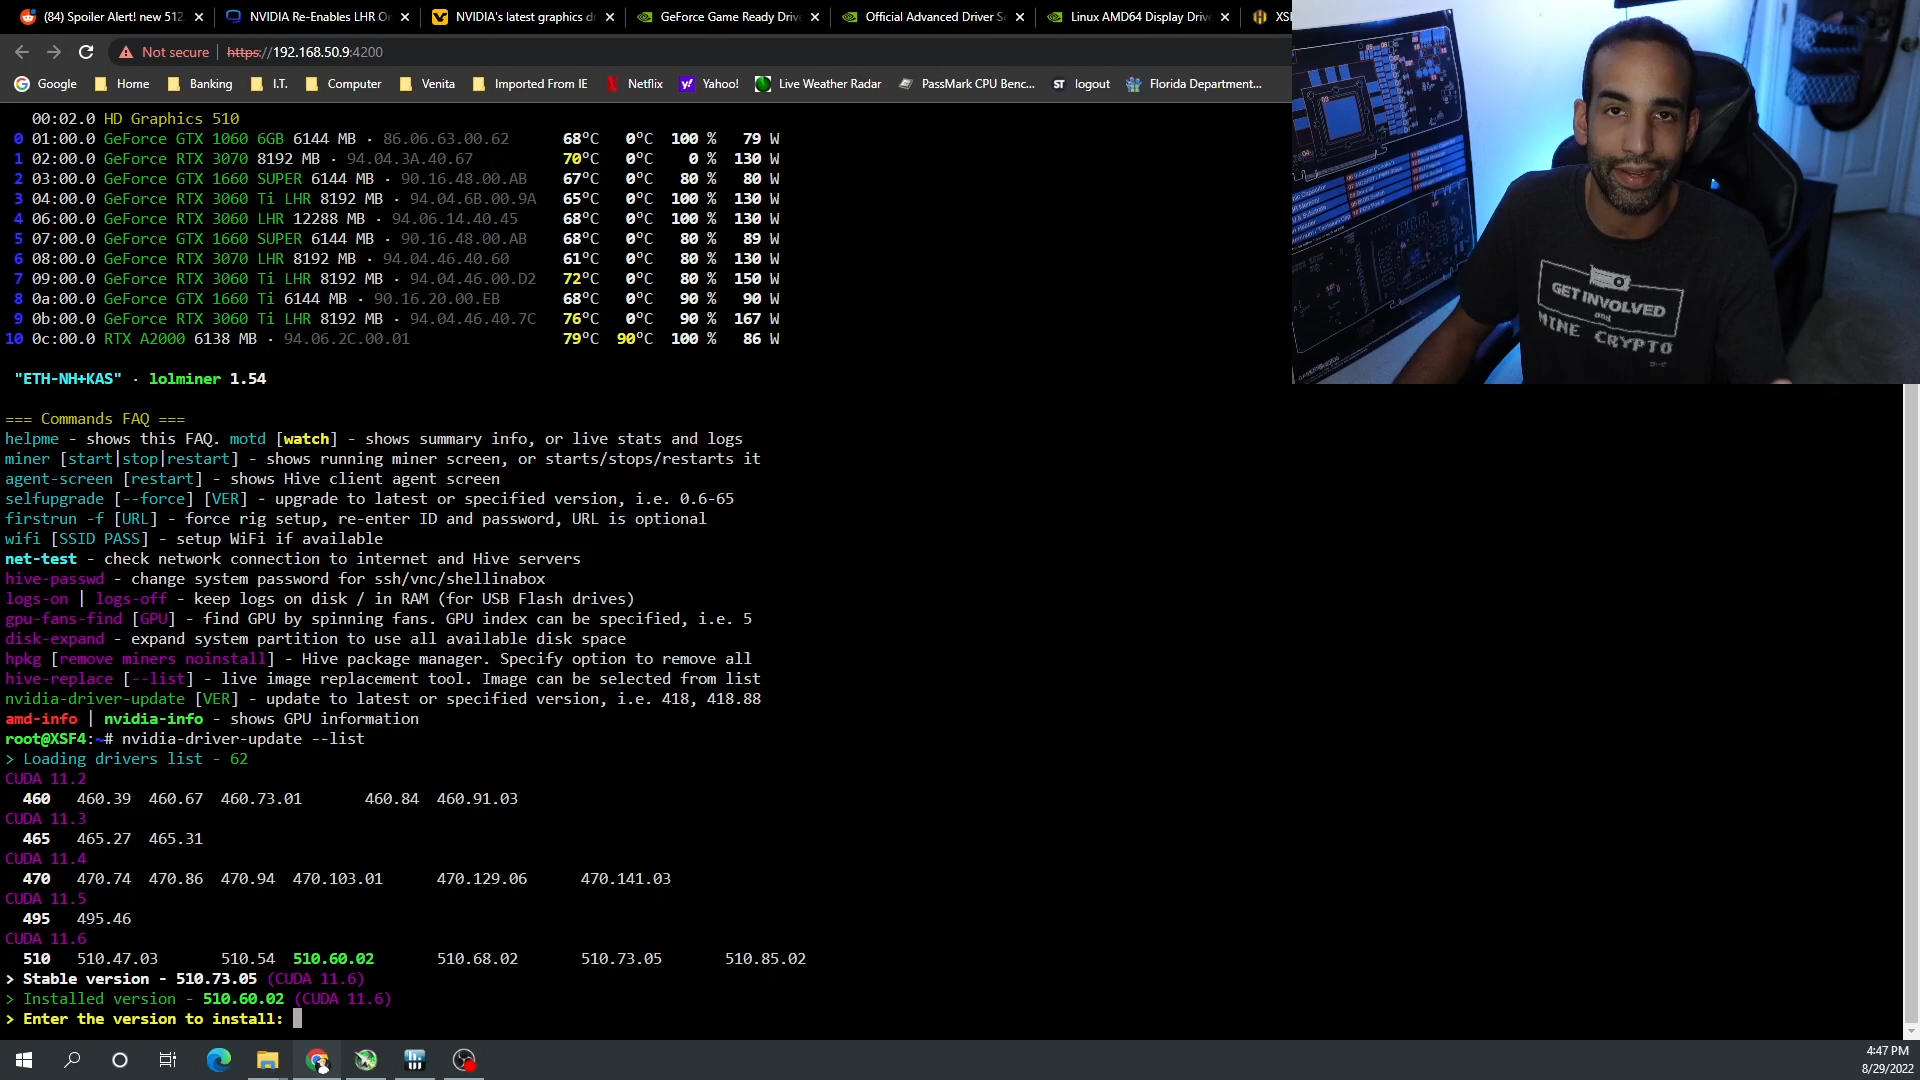 (84) Spoiler Alert! new 512
NVIDIA Re-Enables LHR On
NVIDIA's latest graphics dr
GeForce Game Ready Drive
Official Advanced Driver Se
Linux AMD64 Display Drive
Not secure
https://192.168.50.9:4200
Google Home Banking I.T. Computer Venita Imported From IE Netflix Yahoo! Live Weather Radar PassMark CPU Benc... ST logout Florida Department...
00:02.0 HD Graphics 510
0 01:00.0 GeForce GTX 1060 6GB 6144 MB · 86.06.63.00.62 68°C 0°C 100 % 79 W
1 02:00.0 GeForce RTX 3070 8192 MB · 94.04.3A.40.67 70°C 0°C 0 % 130 W
2 03:00.0 GeForce GTX 1660 SUPER 6144 MB · 90.16.48.00.AB 67°C 0°C 80 % 80 W
3 04:00.0 GeForce RTX 3060 Ti LHR 8192 MB · 94.04.6B.00.9A 65°C 0°C 100 % 130 W
4 06:00.0 GeForce RTX 3060 LHR 12288 MB · 94.06.14.40.45 68°C 0°C 100 % 130 W
5 07:00.0 GeForce GTX 1660 SUPER 6144 MB · 90.16.48.00.AB 68°C 0°C 80 % 89 W
6 08:00.0 GeForce RTX 3070 LHR 8192 MB · 94.04.46.40.60 61°C 0°C 80 % 130 W
7 09:00.0 GeForce RTX 3060 Ti LHR 8192 MB · 94.04.46.00.D2 72°C 0°C 80 % 150 W
8 0a:00.0 GeForce GTX 1660 Ti 6144 MB · 90.16.20.00.EB 68°C 0°C 90 % 90 W
9 0b:00.0 GeForce RTX 3060 Ti LHR 8192 MB · 94.04.46.40.7C 76°C 0°C 90 % 167 W
10 0c:00.0 RTX A2000 6138 MB · 94.06.2C.00.01 79°C 90°C 100 % 86 W
"ETH-NH+KAS" · lolminer 1.54
=== Commands FAQ ===
helpme - shows this FAQ. motd [watch] - shows summary info, or live stats and logs
miner [start|stop|restart] - shows running miner screen, or starts/stops/restarts it
agent-screen [restart] - shows Hive client agent screen
selfupgrade [--force] [VER] - upgrade to latest or specified version, i.e. 0.6-65
firstrun -f [URL] - force rig setup, re-enter ID and password, URL is optional
wifi [SSID PASS] - setup WiFi if available
net-test - check network connection to internet and Hive servers
hive-passwd - change system password for ssh/vnc/shellinabox
logs-on | logs-off - keep logs on disk / in RAM (for USB Flash drives)
gpu-fans-find [GPU] - find GPU by spinning fans. GPU index can be specified, i.e. 5
disk-expand - expand system partition to use all available disk space
hpkg [remove miners noinstall] - Hive package manager. Specify option to remove all
hive-replace [--list] - live image replacement tool. Image can be selected from list
nvidia-driver-update [VER] - update to latest or specified version, i.e. 418, 418.88
amd-info | nvidia-info - shows GPU information
root@XSF4:~# nvidia-driver-update --list
> Loading drivers list - 62
CUDA 11.2
460 460.39 460.67 460.73.01 460.84 460.91.03
CUDA 11.3
465 465.27 465.31
CUDA 11.4
470 470.74 470.86 470.94 470.103.01 470.129.06 470.141.03
CUDA 11.5
495 495.46
CUDA 11.6
510 510.47.03 510.54 510.60.02 510.68.02 510.73.05 510.85.02
> Stable version - 510.73.05 (CUDA 11.6)
> Installed version - 510.60.02 (CUDA 11.6)
> Enter the version to install:
GET INVOLVED
and
MINE CRYPTO
4:47 PM
8/29/2022